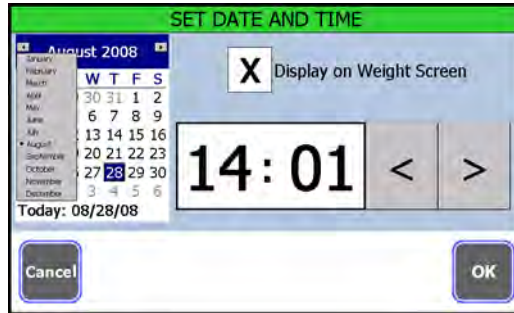 SET DATE AND TIME
August 2008
January
February
March
April
May
June
July
August
September
October
November
December
W T F S
30 31 1 2
6 7 8 9
13 14 15 16
20 21 22 23
27 28 29 30
3 4 5 6
Today: 08/28/08
X Display on Weight Screen
14:01 < >
Cancel
OK